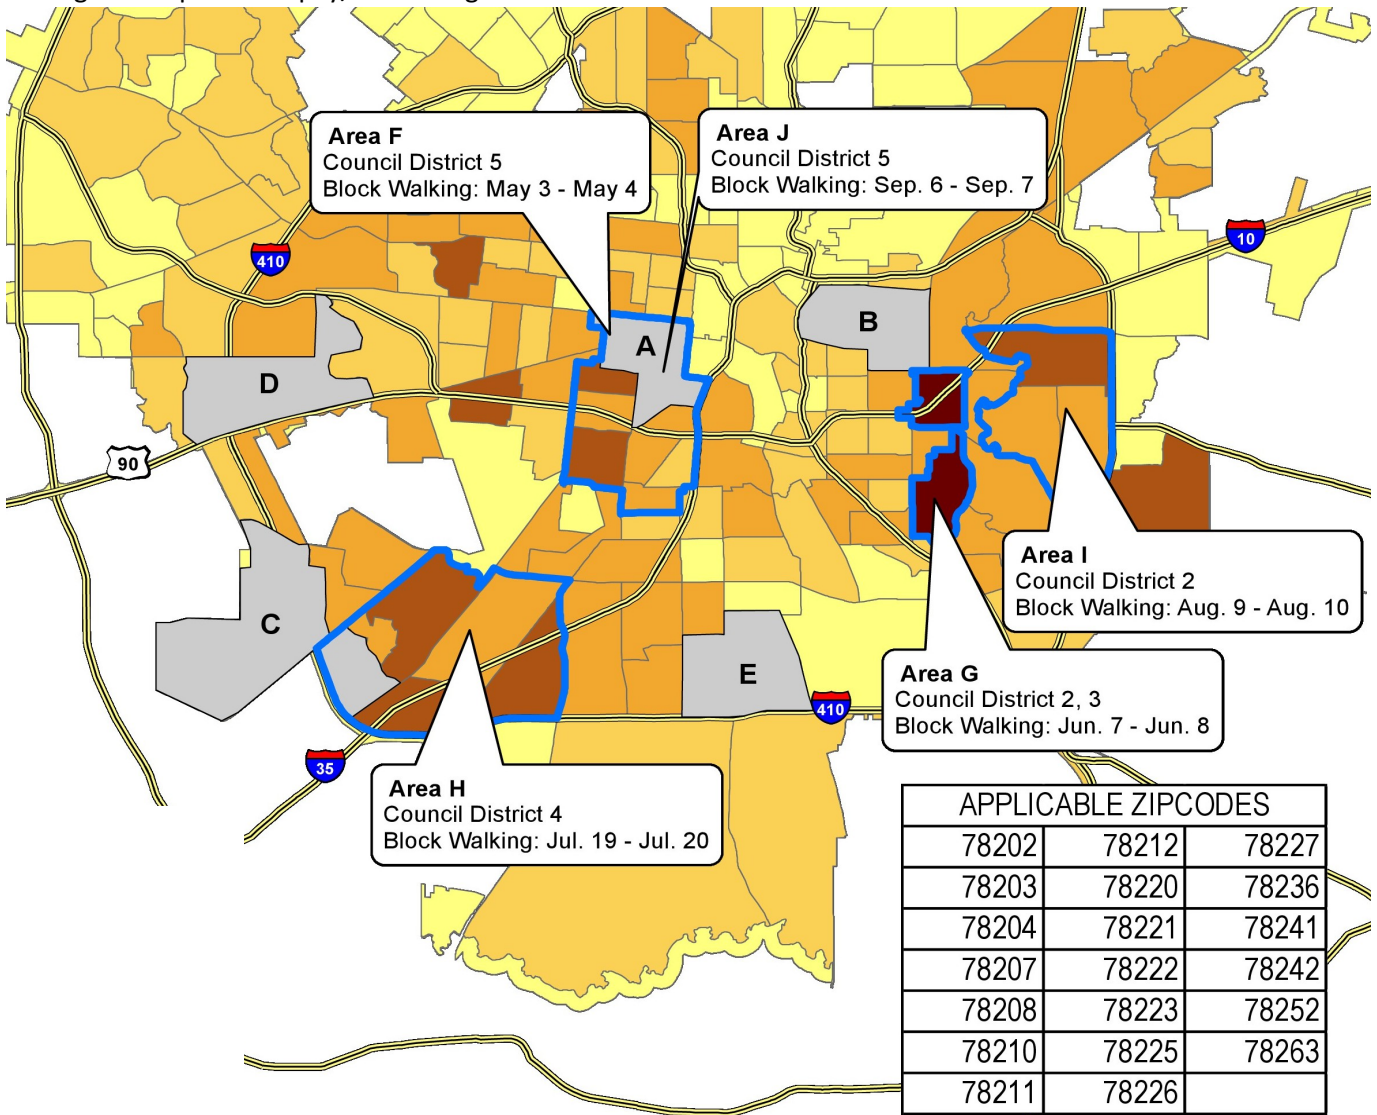 Area F
Council District 5
Block Walking: May 3 - May 4
Area J
Council District 5
Block Walking: Sep. 6 - Sep. 7
410
10
A
B
D
90
C
E
Area I
Council District 2
Block Walking: Aug. 9 - Aug. 10
Area G
Council District 2, 3
Block Walking: Jun. 7 - Jun. 8
410
35
Area H
Council District 4
Block Walking: Jul. 19 - Jul. 20
APPLICABLE ZIPCODES
78202 78212 78227
78203 78220 78236
78204 78221 78241
78207 78222 78242
78208 78223 78252
78210 78225 78263
78211 78226